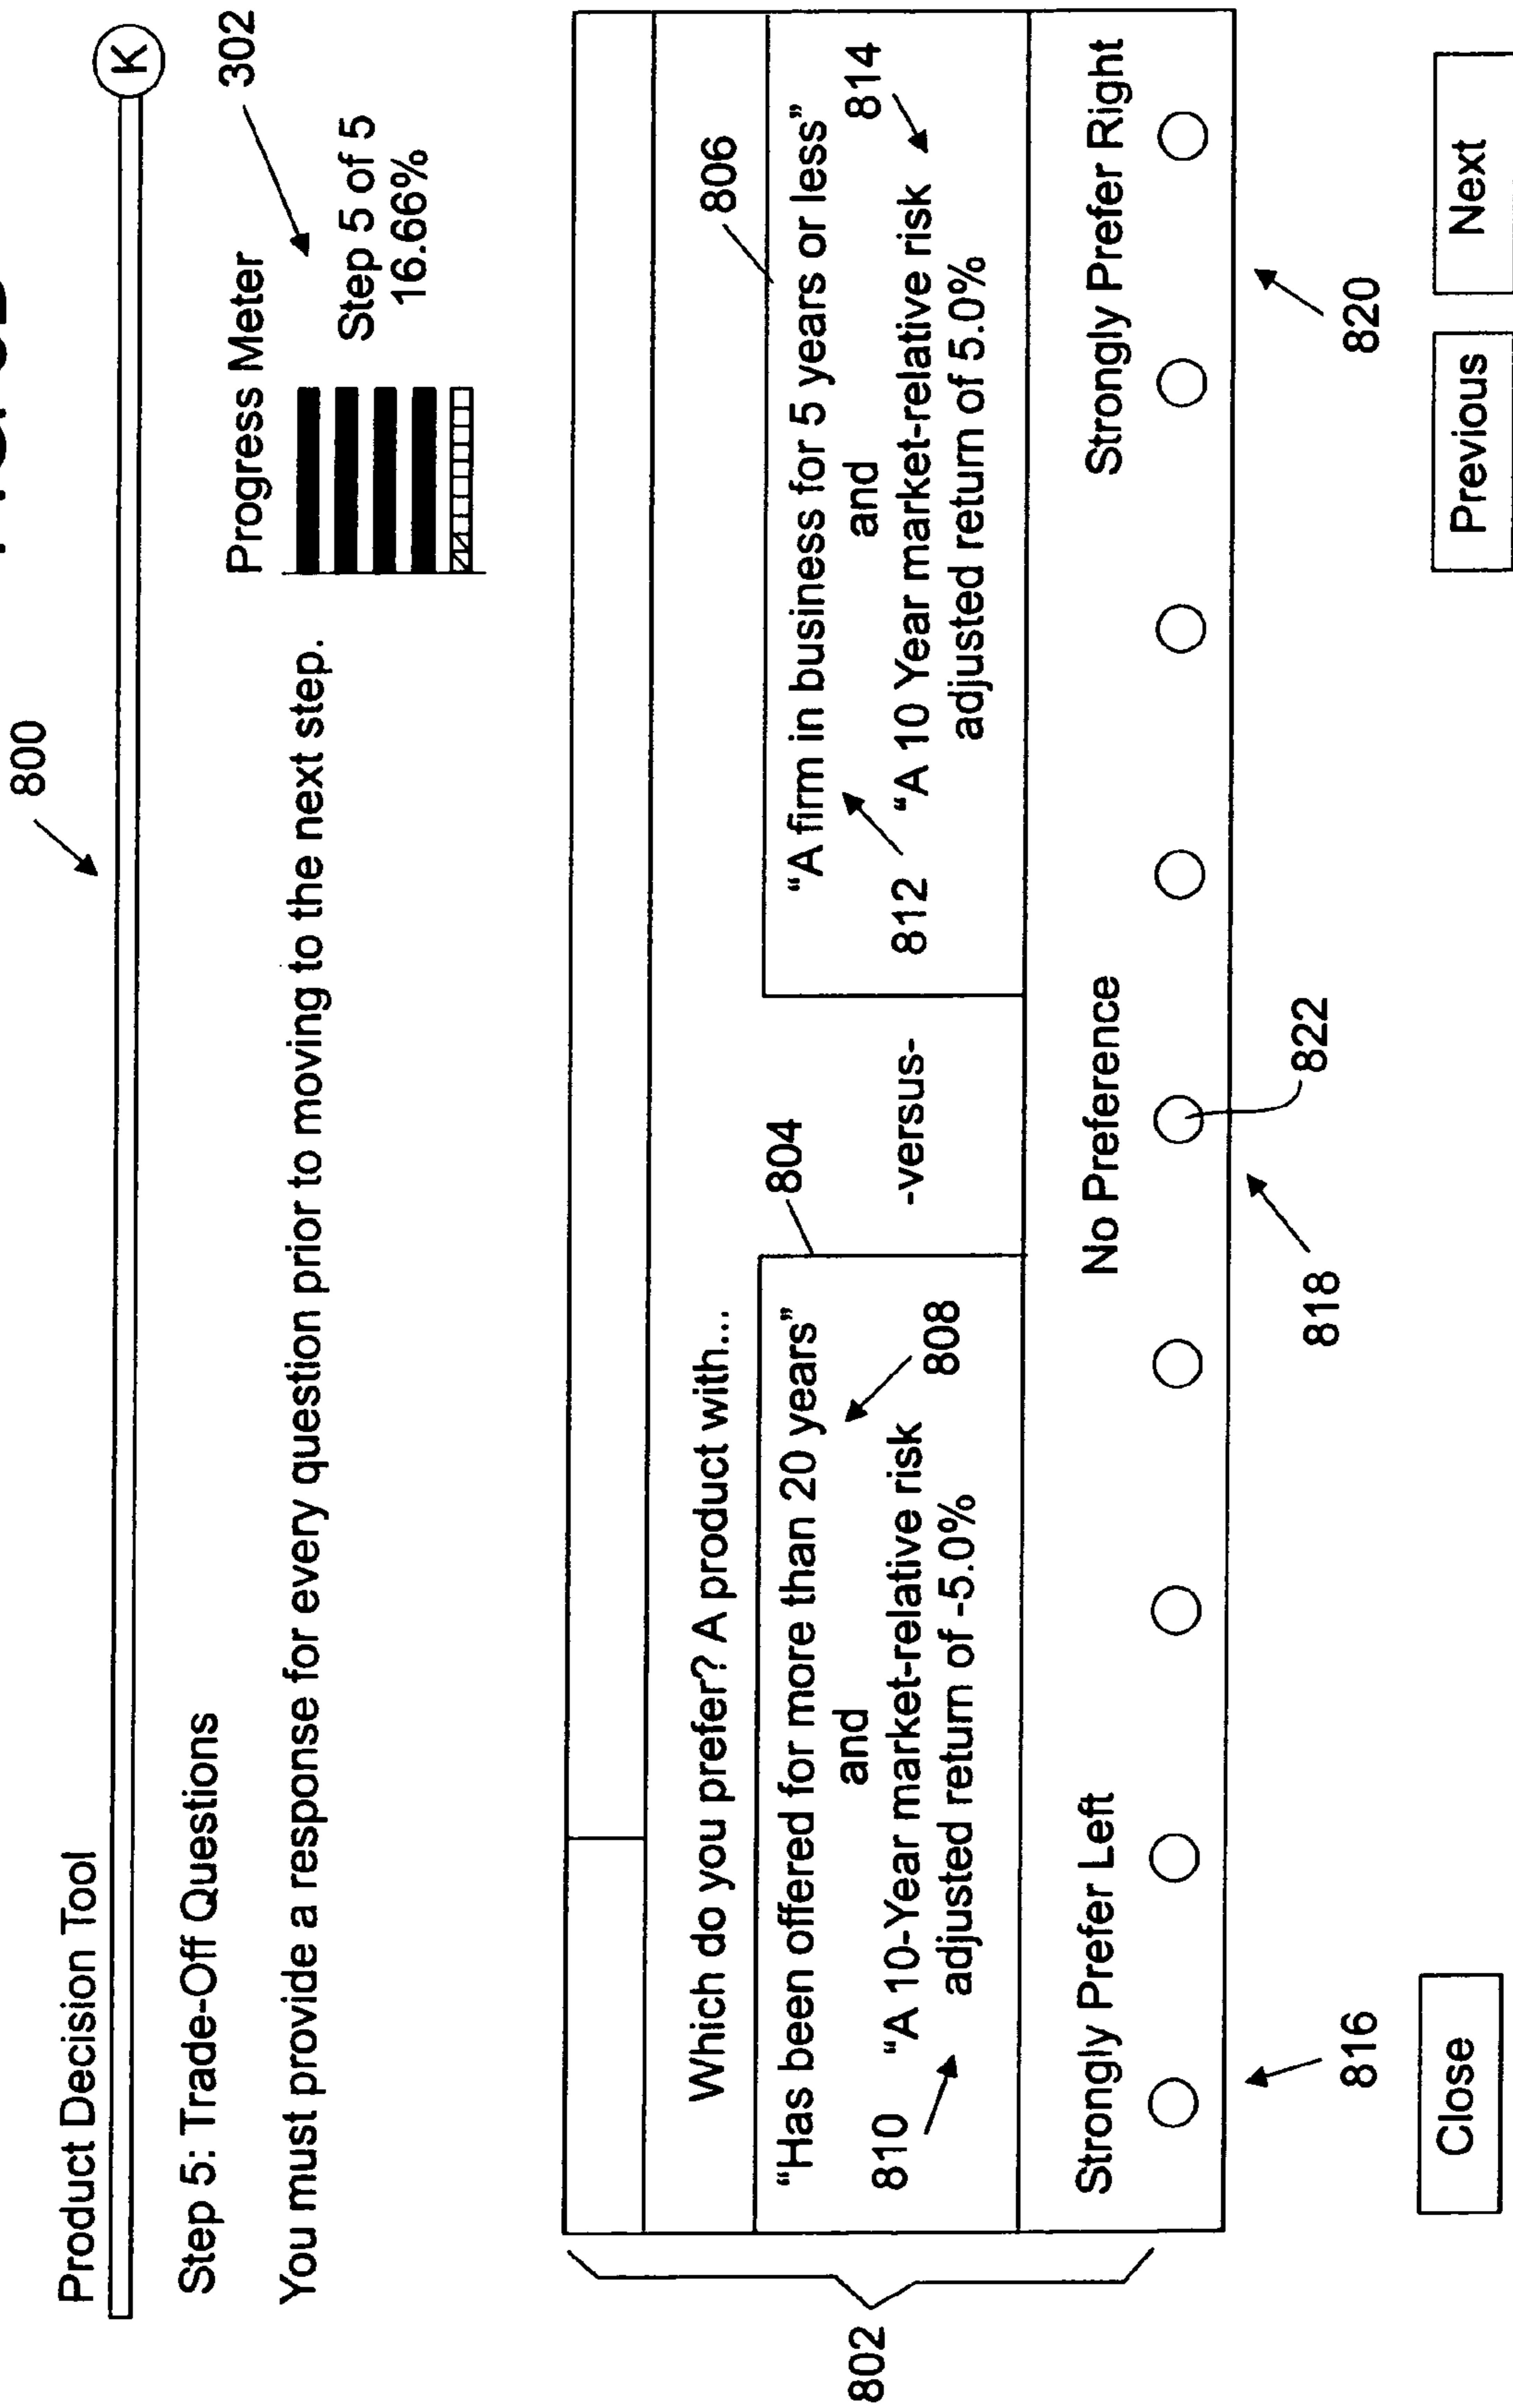 800
Product Decision Tool
K
Step 5: Trade-Off Questions
Progress Meter
302
You must provide a response for every question prior to moving to the next step.
Step 5 of 5
16.66%
802
Which do you prefer? A product with...
804
806
“Has been offered for more than 20 years”
and
808
810
“A 10-Year market-relative risk
adjusted return of -5.0%
-versus-
“A firm in business for 5 years or less”
and
814
812
“A 10 Year market-relative risk
adjusted return of 5.0%
Strongly Prefer Left
No Preference
Strongly Prefer Right
816
818
822
820
Close
Previous
Next